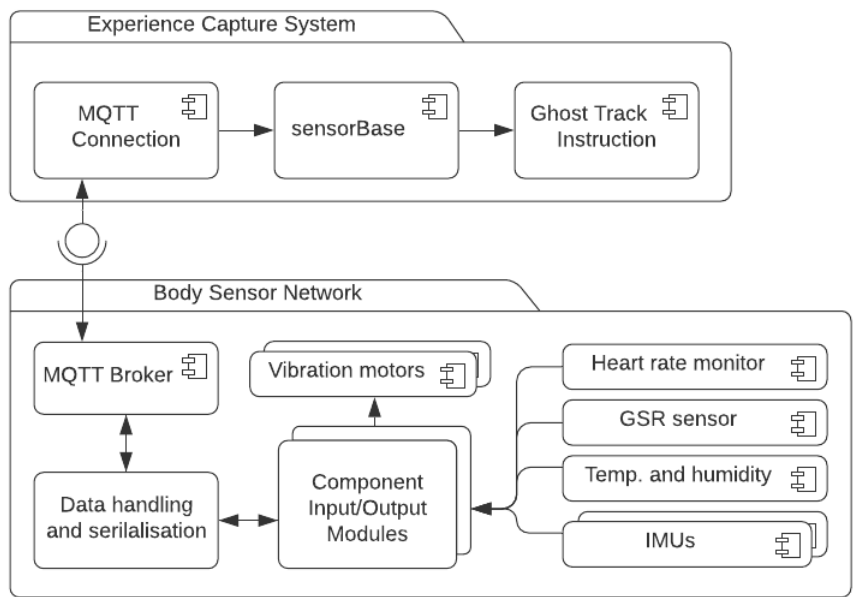 Experience Capture System
MQTT
Connection
sensorBase
Ghost Track
Instruction
Body Sensor Network
MQTT Broker
Vibration motors
Heart rate monitor
GSR sensor
Temp. and humidity
IMUs
Data handling
and serilalisation
Component
Input/Output
Modules